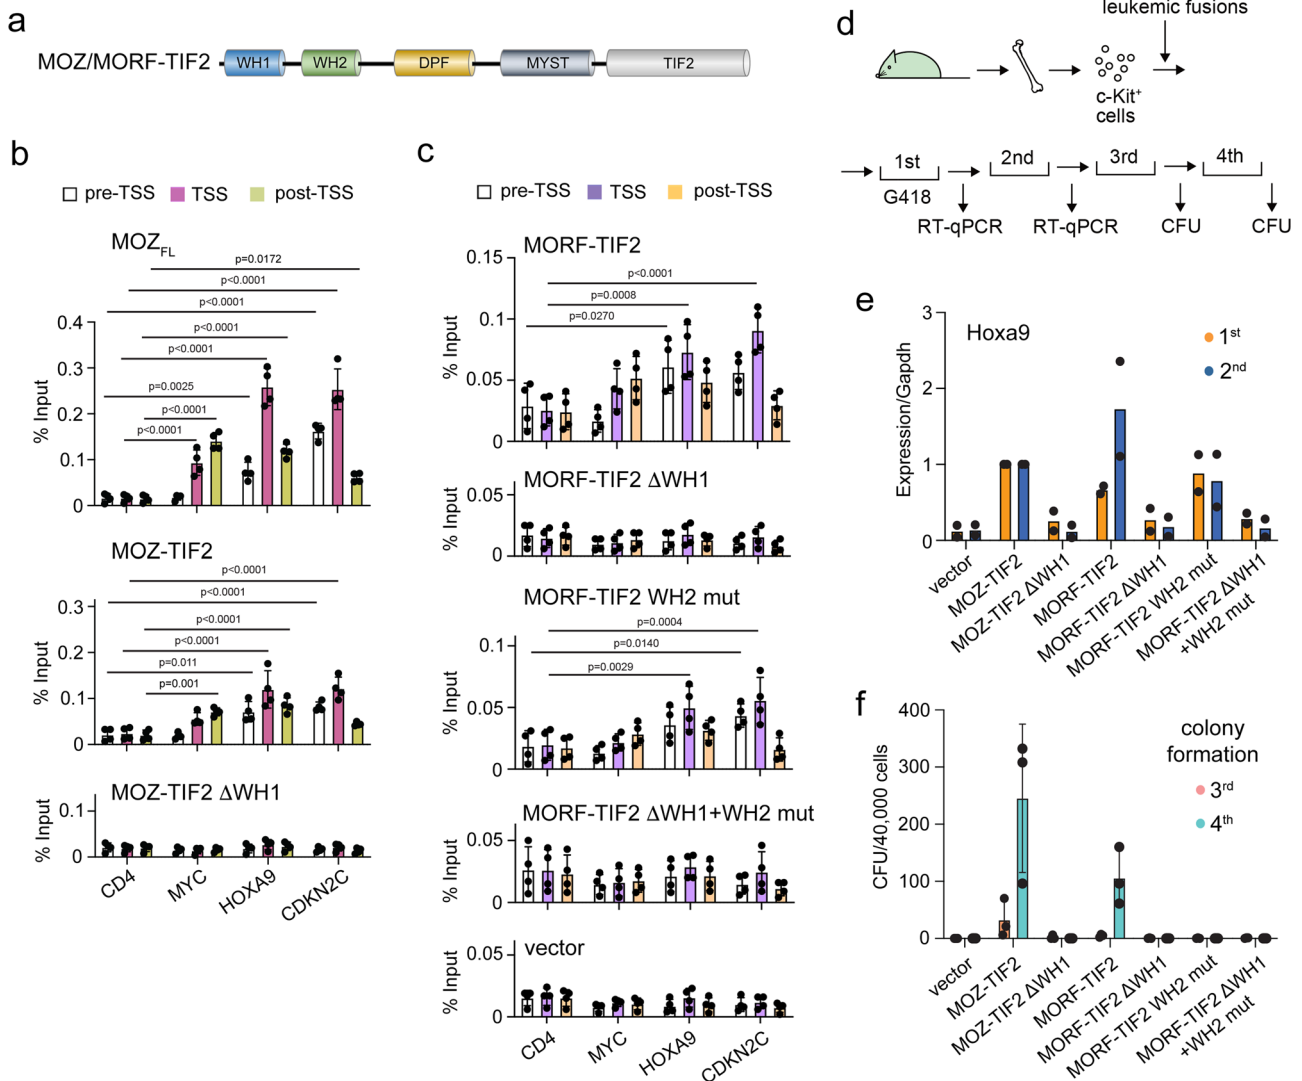 a
MOZ/MORF-TIF2
WH1 WH2 DPF MYST TIF2
b
pre-TSS TSS post-TSS
MOZFL
p=0.0172
p<0.0001
p<0.0001
p<0.0001
p<0.0001
p=0.0025
p<0.0001
p<0.0001
% Input
0.4
0.3
0.2
0.1
0
MOZ-TIF2
p<0.0001
p<0.0001
p<0.0001
p<0.0001
p=0.011
p=0.001
% Input
0.3
0.2
0.1
0
MOZ-TIF2 ΔWH1
% Input
0.1
0
CD4 MYC HOXA9 CDKN2C
c
pre-TSS TSS post-TSS
MORF-TIF2
p<0.0001
p=0.0008
p=0.0270
% Input
0.15
0.1
0.05
0
MORF-TIF2 ΔWH1
% Input
0.05
0
MORF-TIF2 WH2 mut
p=0.0004
p=0.0140
p=0.0029
% Input
0.1
0.05
0
MORF-TIF2 ΔWH1+WH2 mut
% Input
0.05
0
vector
% Input
0.05
0
CD4 MYC HOXA9 CDKN2C
d
leukemic fusions
c-Kit+
cells
1st 2nd 3rd 4th
G418
RT-qPCR RT-qPCR CFU CFU
e
Hoxa9
1st
2nd
Expression/Gapdh
3
2
1
0
vector
MOZ-TIF2
MOZ-TIF2 ΔWH1
MORF-TIF2
MORF-TIF2 ΔWH1
MORF-TIF2 WH2 mut
MORF-TIF2 ΔWH1
+WH2 mut
f
colony
formation
3rd
4th
CFU/40,000 cells
400
300
200
100
0
vector
MOZ-TIF2
MOZ-TIF2 ΔWH1
MORF-TIF2
MORF-TIF2 ΔWH1
MORF-TIF2 WH2 mut
MORF-TIF2 ΔWH1
+WH2 mut